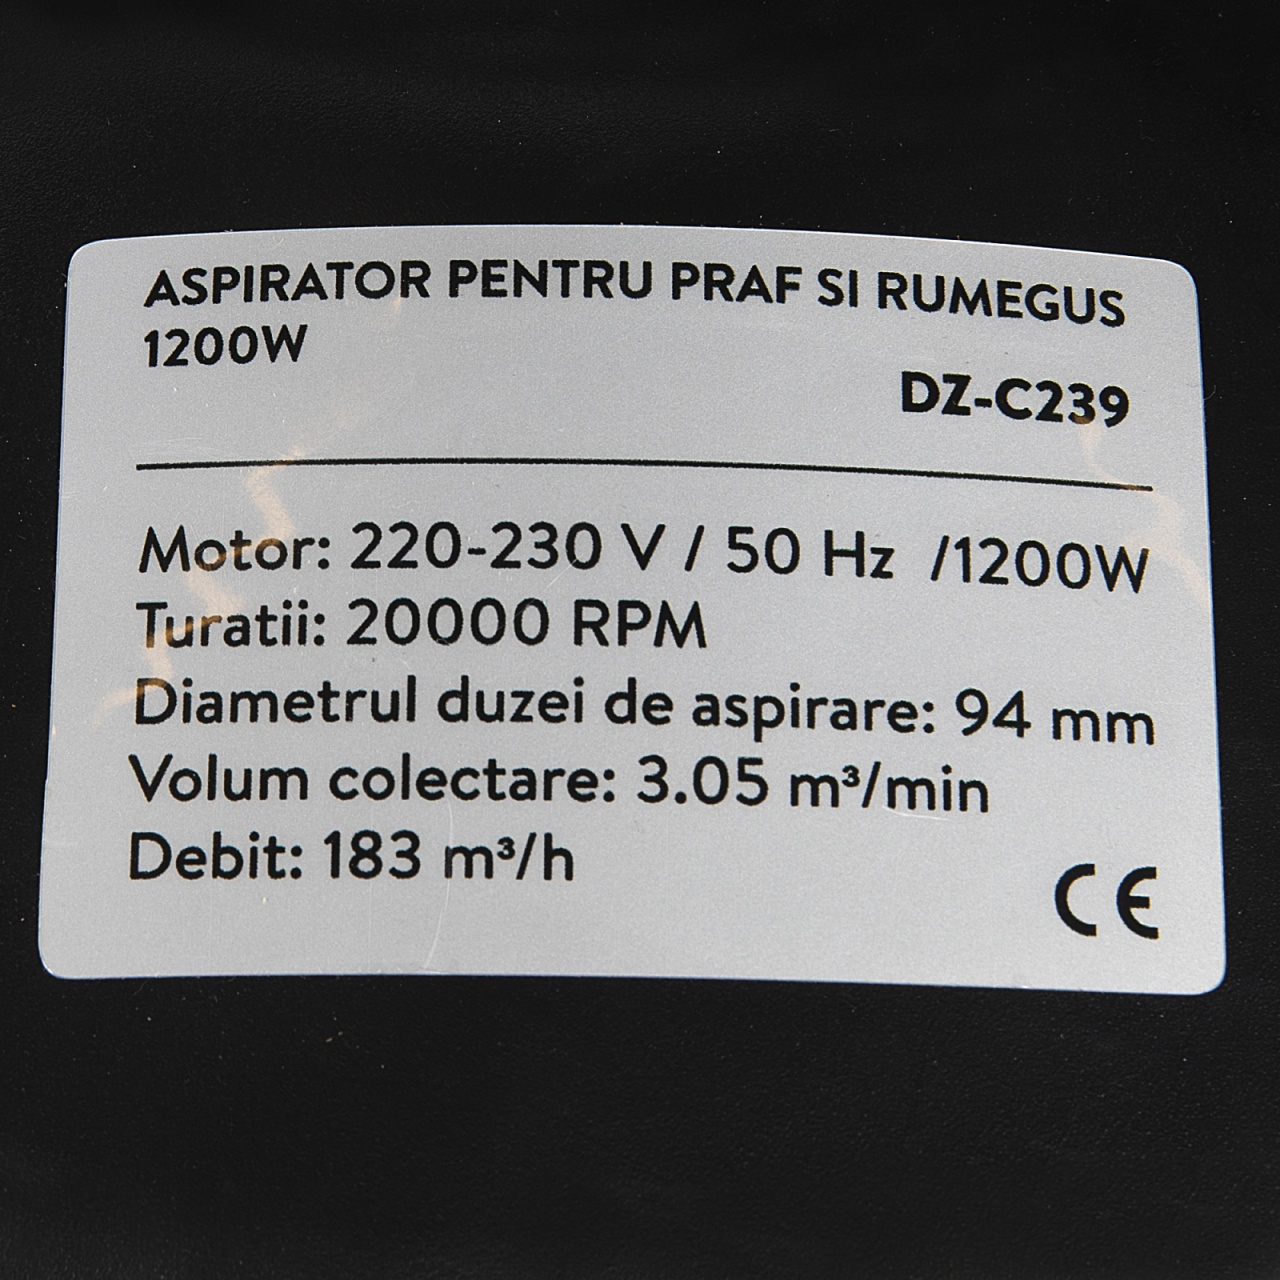 ASPIRATOR PENTRU PRAF SI RUMEGUS
1200W
DZ-C239
Motor: 220-230 V / 50 Hz /1200W
Turatii: 20000 RPM
Diametrul duzei de aspirare: 94 mm
Volum colectare: 3.05 m³/min
Debit: 183 m³/h
CE